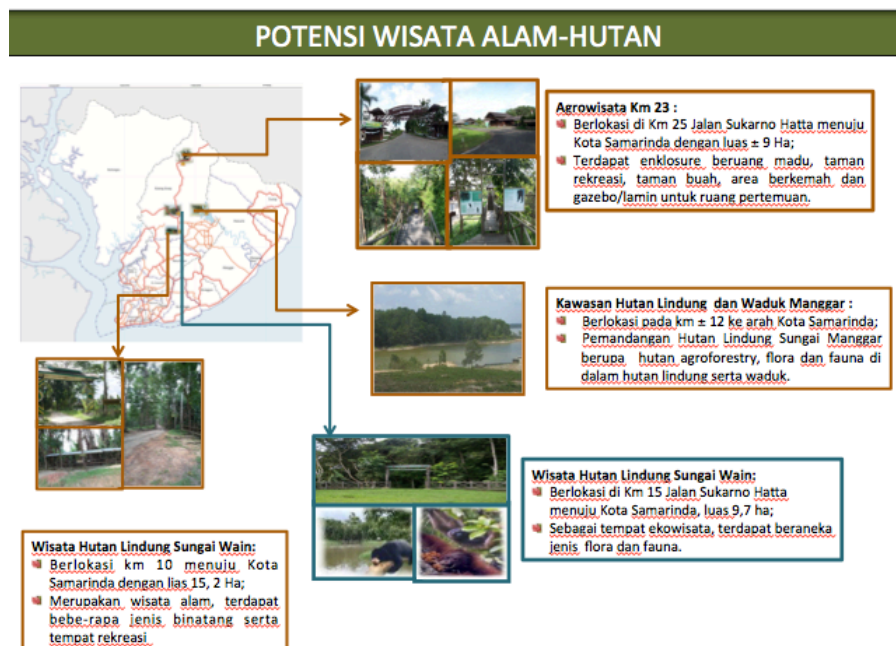 POTENSI WISATA ALAM-HUTAN
Agrowisata Km 23 :
Berlokasi di Km 25 Jalan Sukarno Hatta menuju
Kota Samarinda dengan luas ± 9 Ha;
Terdapat enklosure beruang madu, taman
rekreasi, taman buah, area berkemah dan
gazebo/lamin untuk ruang pertemuan.
Kawasan Hutan Lindung dan Waduk Manggar :
Berlokasi pada km ± 12 ke arah Kota Samarinda;
Pemandangan Hutan Lindung Sungai Manggar
berupa hutan agroforestry, flora dan fauna di
dalam hutan lindung serta waduk.
Wisata Hutan Lindung Sungai Wain:
Berlokasi di Km 15 Jalan Sukarno Hatta
menuju Kota Samarinda, luas 9,7 ha;
Sebagai tempat ekowisata, terdapat beraneka
jenis flora dan fauna.
Wisata Hutan Lindung Sungai Wain:
Berlokasi km 10 menuju Kota
Samarinda dengan lias 15, 2 Ha;
Merupakan wisata alam, terdapat
bebe-rapa jenis binatang serta
tempat rekreasi